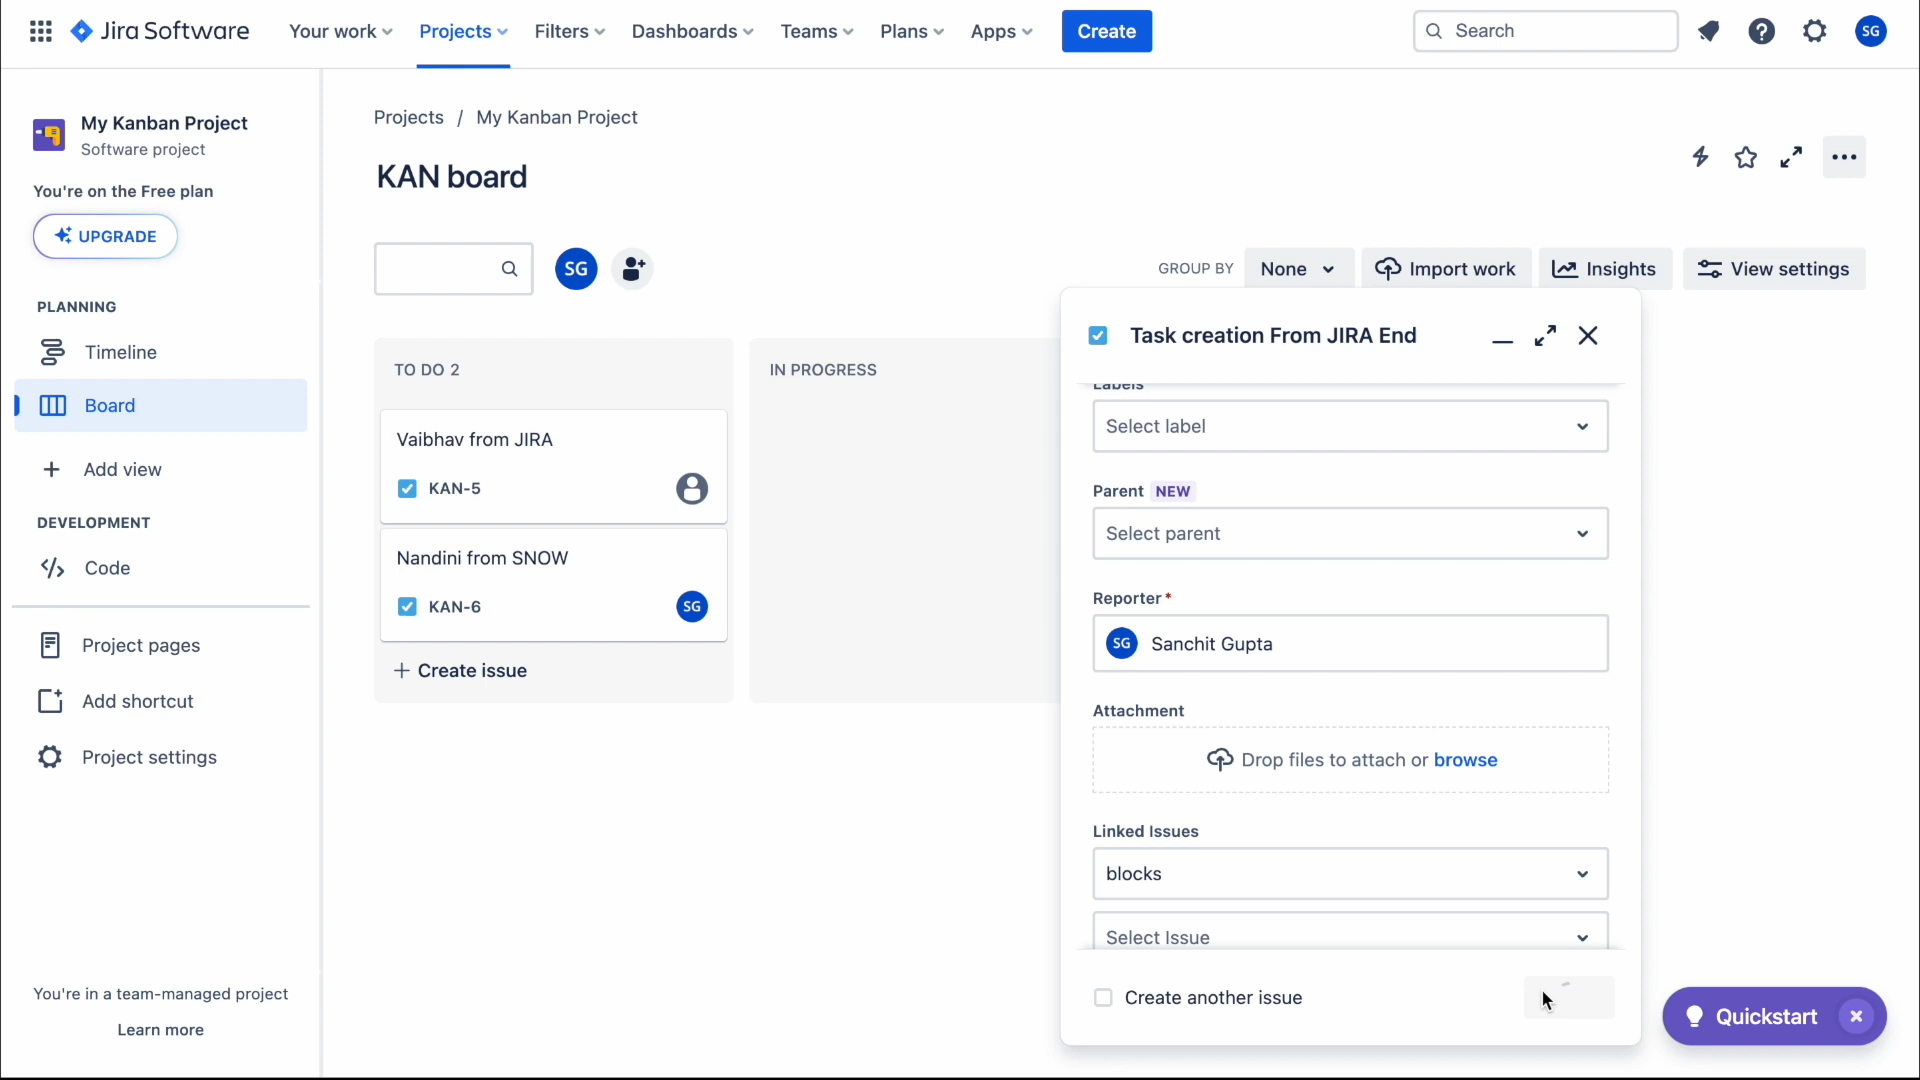 Jira Software
Your work
Projects
Filters
Dashboards
Teams
Plans
Apps
Create
Search
SG
My Kanban Project
Software project
You're on the Free plan
UPGRADE
PLANNING
Timeline
Board
Add view
DEVELOPMENT
Code
Project pages
Add shortcut
Project settings
You're in a team-managed project
Learn more
Projects / My Kanban Project
KAN board
SG
GROUP BY
None
Import work
Insights
View settings
TO DO 2
Vaibhav from JIRA
KAN-5
Nandini from SNOW
KAN-6
SG
+ Create issue
IN PROGRESS
Task creation From JIRA End
Labels
Select label
Parent NEW
Select parent
Reporter*
SG Sanchit Gupta
Attachment
Drop files to attach or browse
Linked Issues
blocks
Select Issue
Create another issue
Quickstart